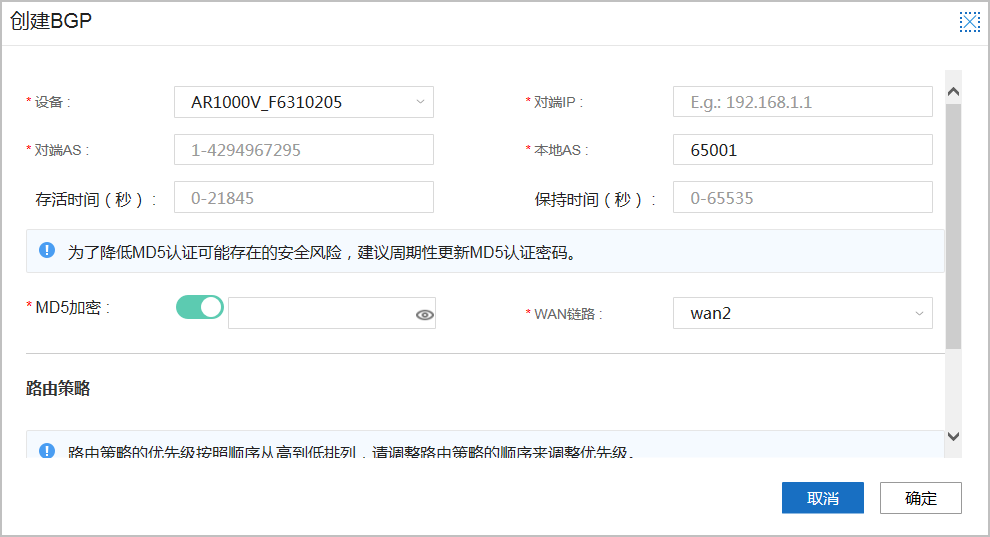 创建BGP
*设备 : AR1000V_F6310205 *对端IP : E.g.: 192.168.1.1
*对端AS : 1-4294967295 *本地AS : 65001
存活时间（秒）: 0-21845 保持时间（秒）: 0-65535
为了降低MD5认证可能存在的安全风险，建议周期性更新MD5认证密码。
*MD5加密 : *WAN链路 : wan2
路由策略
路由策略的优先级按照顺序从高到低排列，请调整路由策略的顺序来调整优先级。
取消 确定